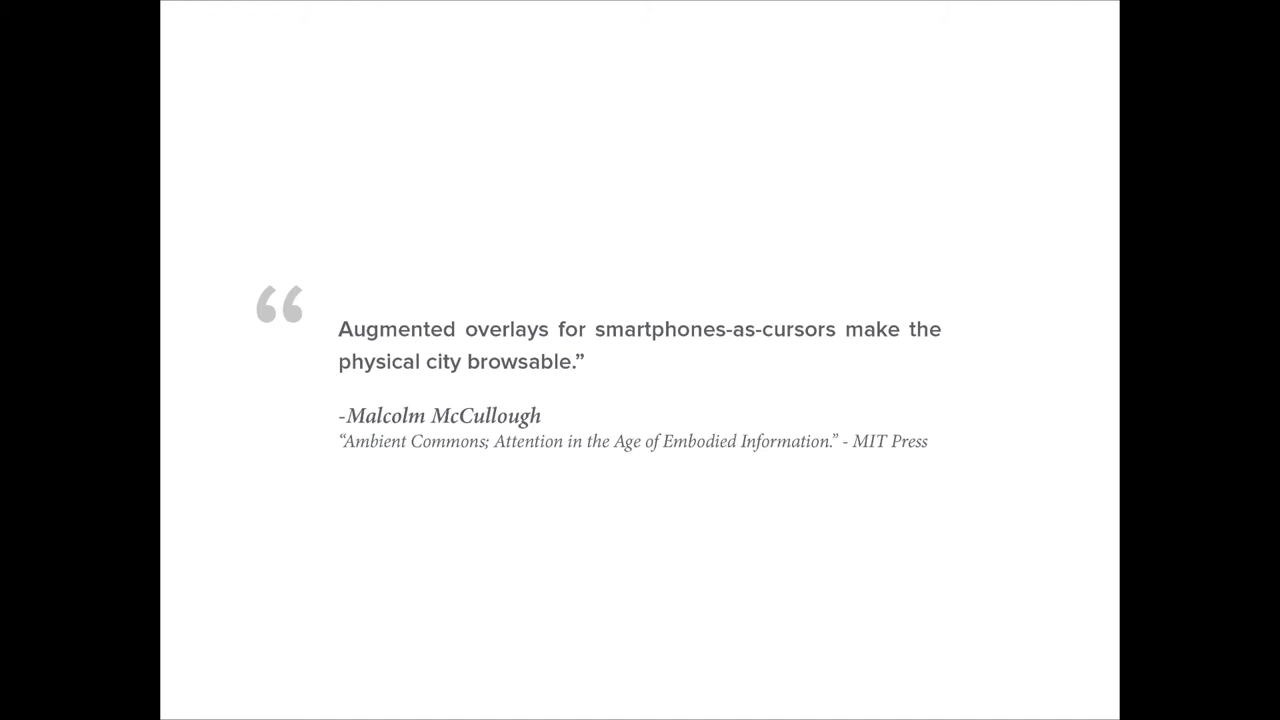 “
Augmented overlays for smartphones-as-cursors make the
physical city browsable.”
-Malcolm McCullough
“Ambient Commons; Attention in the Age of Embodied Information.” - MIT Press